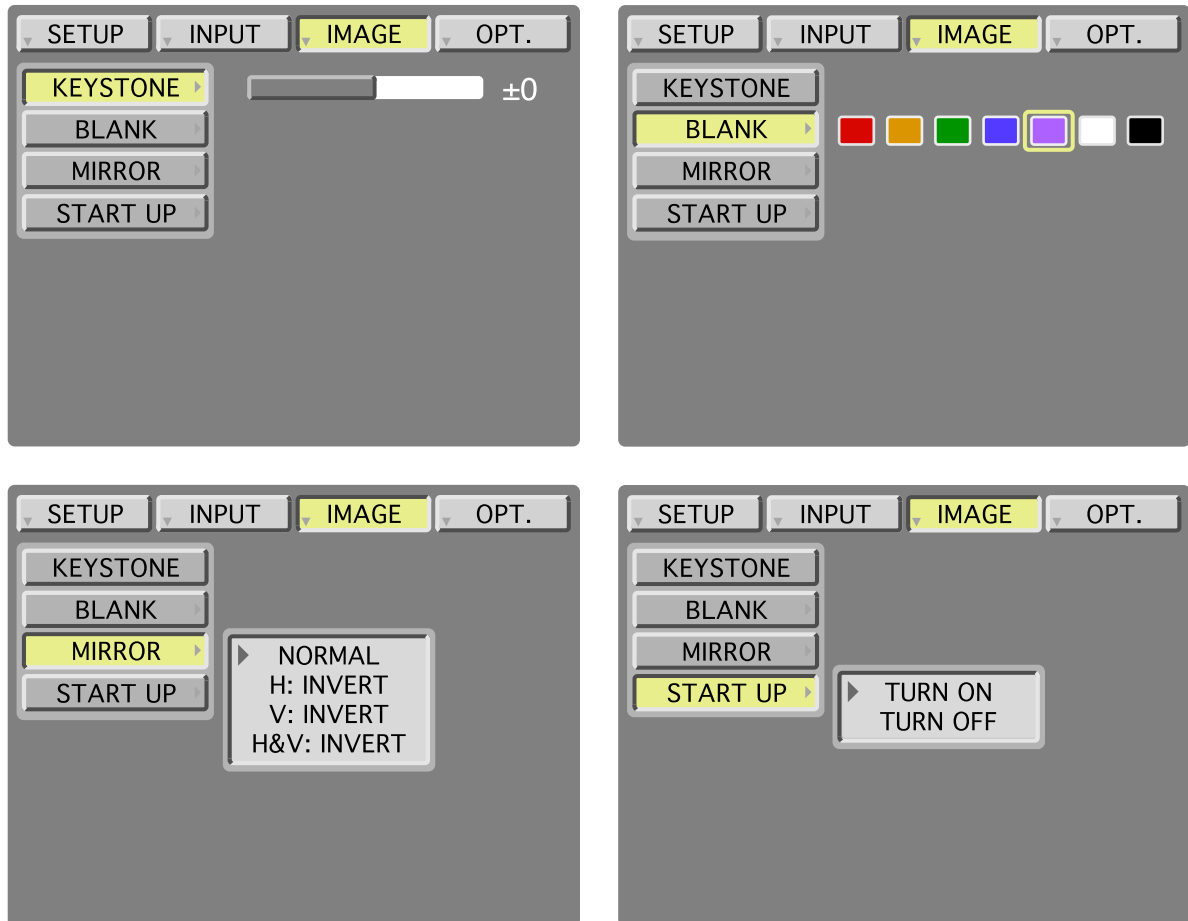 SETUP INPUT IMAGE OPT.
KEYSTONE ±0
BLANK
MIRROR
START UP
SETUP INPUT IMAGE OPT.
KEYSTONE
BLANK
MIRROR
START UP
SETUP INPUT IMAGE OPT.
KEYSTONE
BLANK
MIRROR
START UP
NORMAL
H: INVERT
V: INVERT
H&V: INVERT
SETUP INPUT IMAGE OPT.
KEYSTONE
BLANK
MIRROR
START UP
TURN ON
TURN OFF